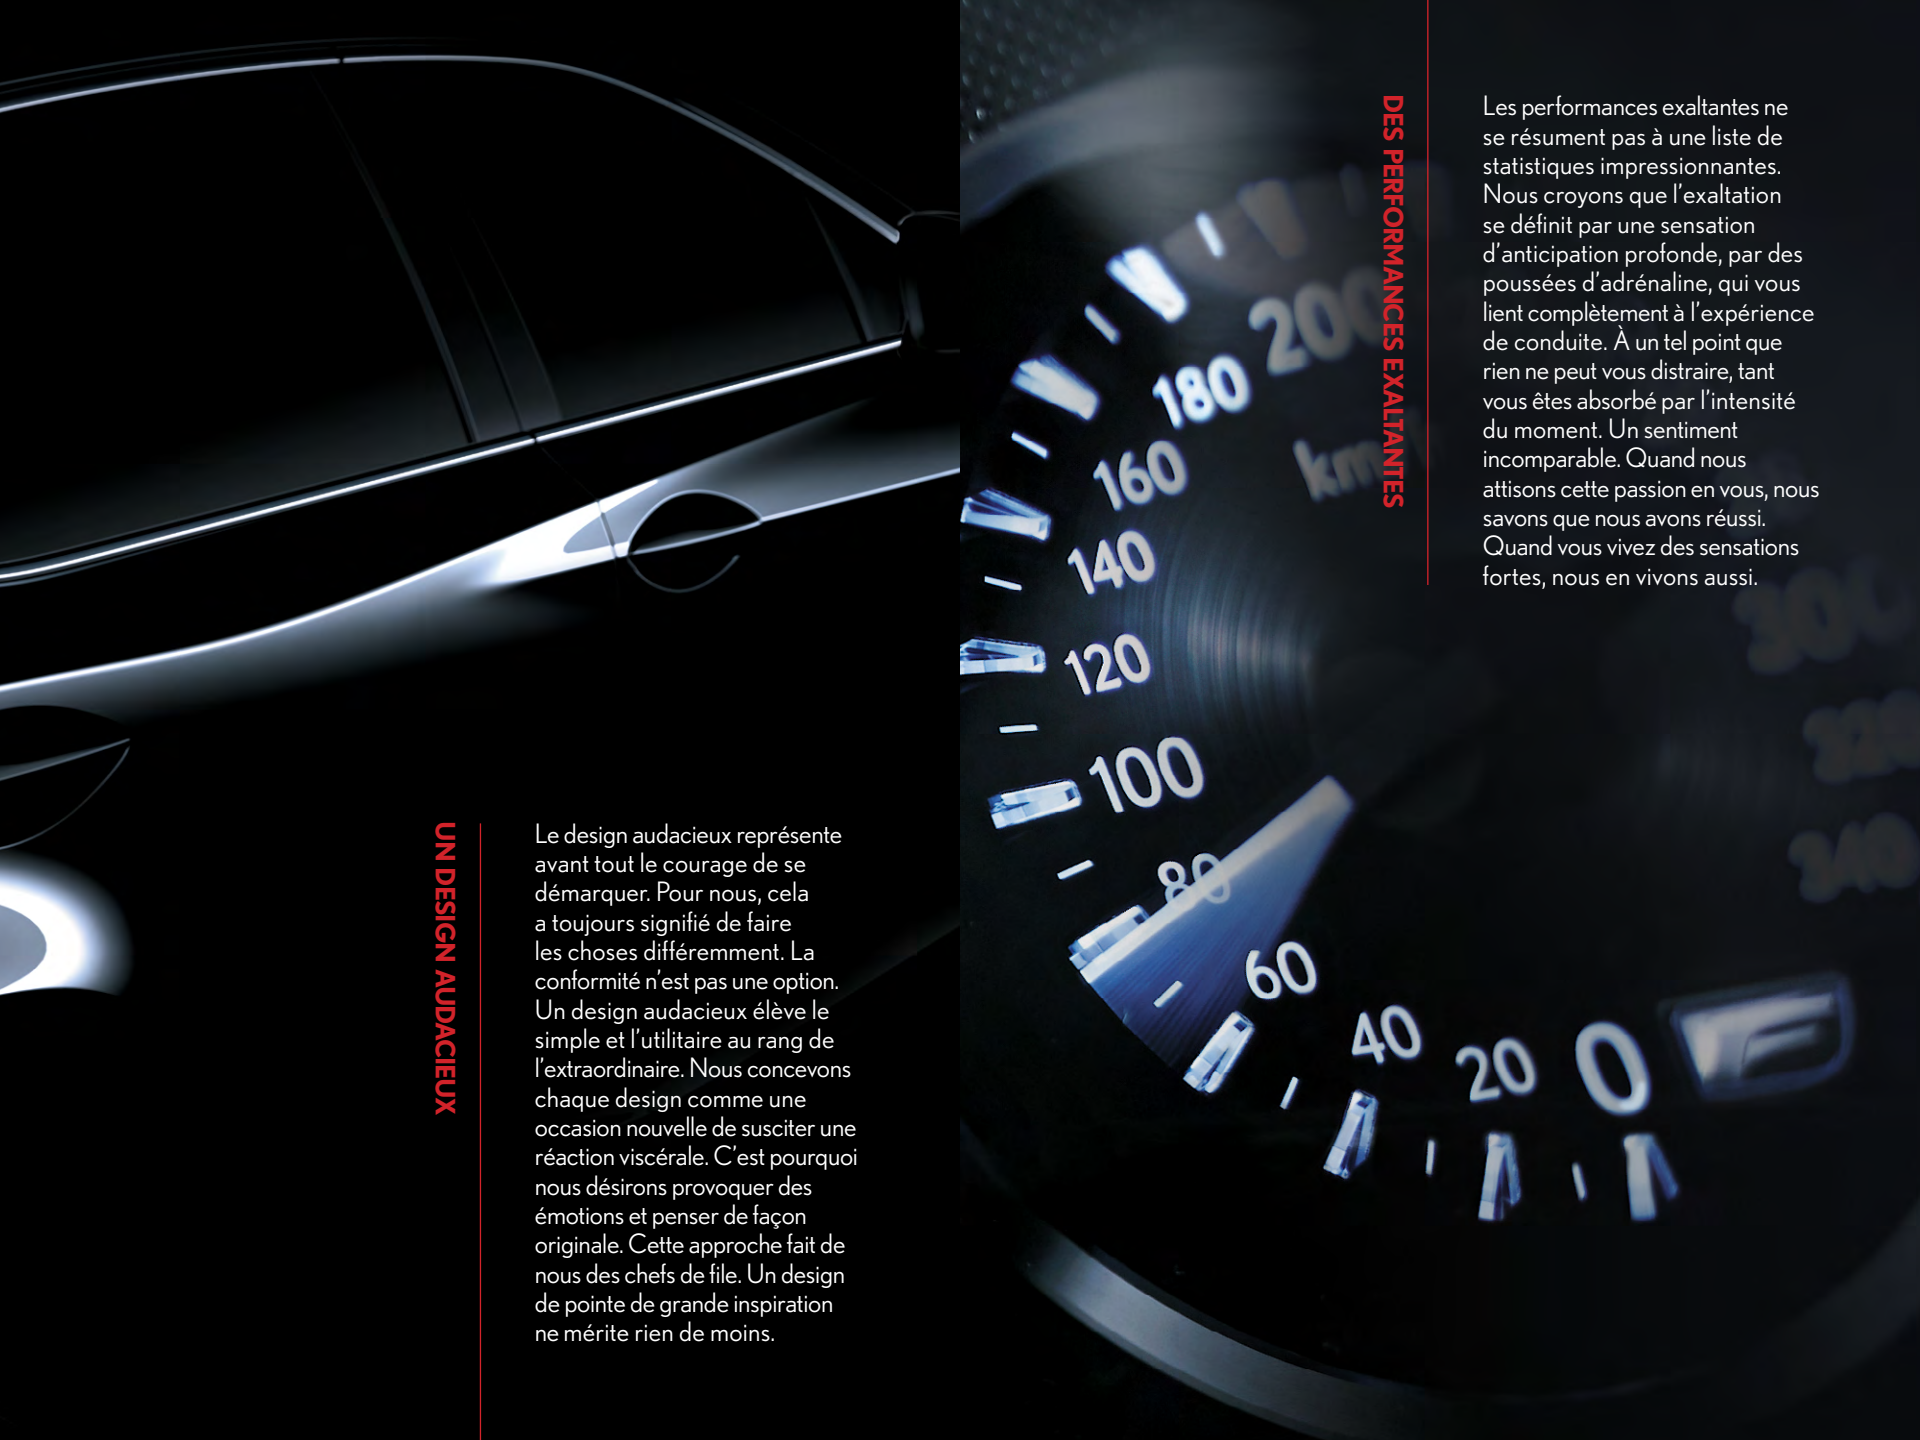 UN DESIGN AUDACIEUX
Le design audacieux représente
avant tout le courage de se
démarquer. Pour nous, cela
a toujours signifié de faire
les choses différemment. La
conformité n’est pas une option.
Un design audacieux élève le
simple et l’utilitaire au rang de
l’extraordinaire. Nous concevons
chaque design comme une
occasion nouvelle de susciter une
réaction viscérale. C’est pourquoi
nous désirons provoquer des
émotions et penser de façon
originale. Cette approche fait de
nous des chefs de file. Un design
de pointe de grande inspiration
ne mérite rien de moins.
DES PERFORMANCES EXALTANTES
Les performances exaltantes ne
se résument pas à une liste de
statistiques impressionnantes.
Nous croyons que l’exaltation
se définit par une sensation
d’anticipation profonde, par des
poussées d’adrénaline, qui vous
lient complètement à l’expérience
de conduite. À un tel point que
rien ne peut vous distraire, tant
vous êtes absorbé par l’intensité
du moment. Un sentiment
incomparable. Quand nous
attisons cette passion en vous, nous
savons que nous avons réussi.
Quand vous vivez des sensations
fortes, nous en vivons aussi.
200
180
160
140
120
100
80
60
40
20
0
F
km/h
300
320
340